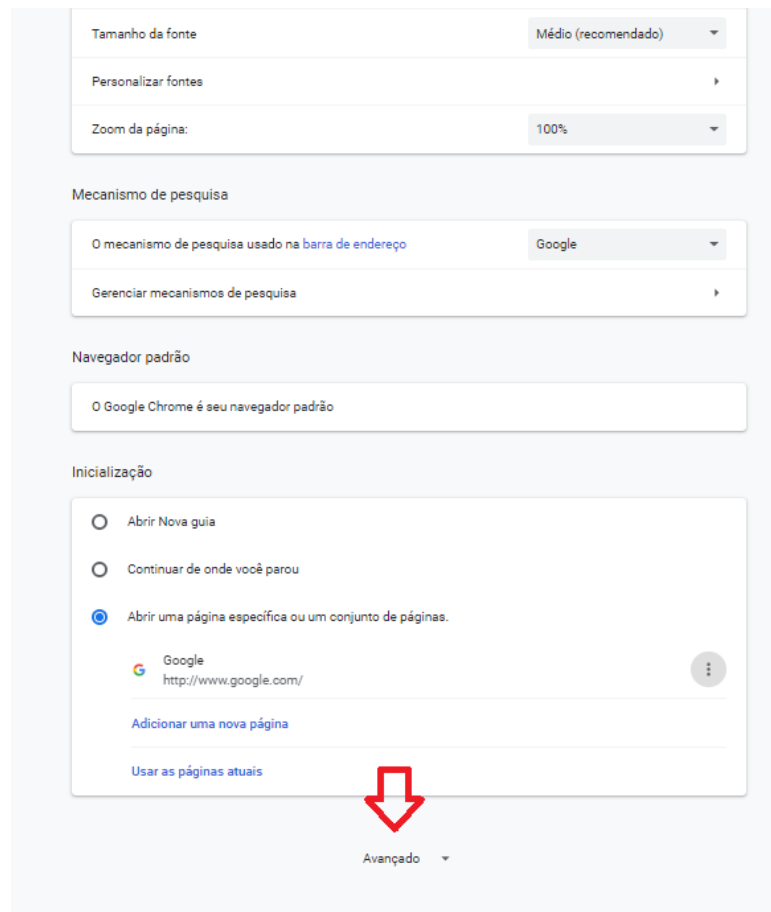 Tamanho da fonte
Médio (recomendado)
Personalizar fontes
Zoom da página:
100%
Mecanismo de pesquisa
O mecanismo de pesquisa usado na barra de endereço
Google
Gerenciar mecanismos de pesquisa
Navegador padrão
O Google Chrome é seu navegador padrão
Inicialização
Abrir Nova guia
Continuar de onde você parou
Abrir uma página específica ou um conjunto de páginas.
Google
http://www.google.com/
Adicionar uma nova página
Usar as páginas atuais
Avançado